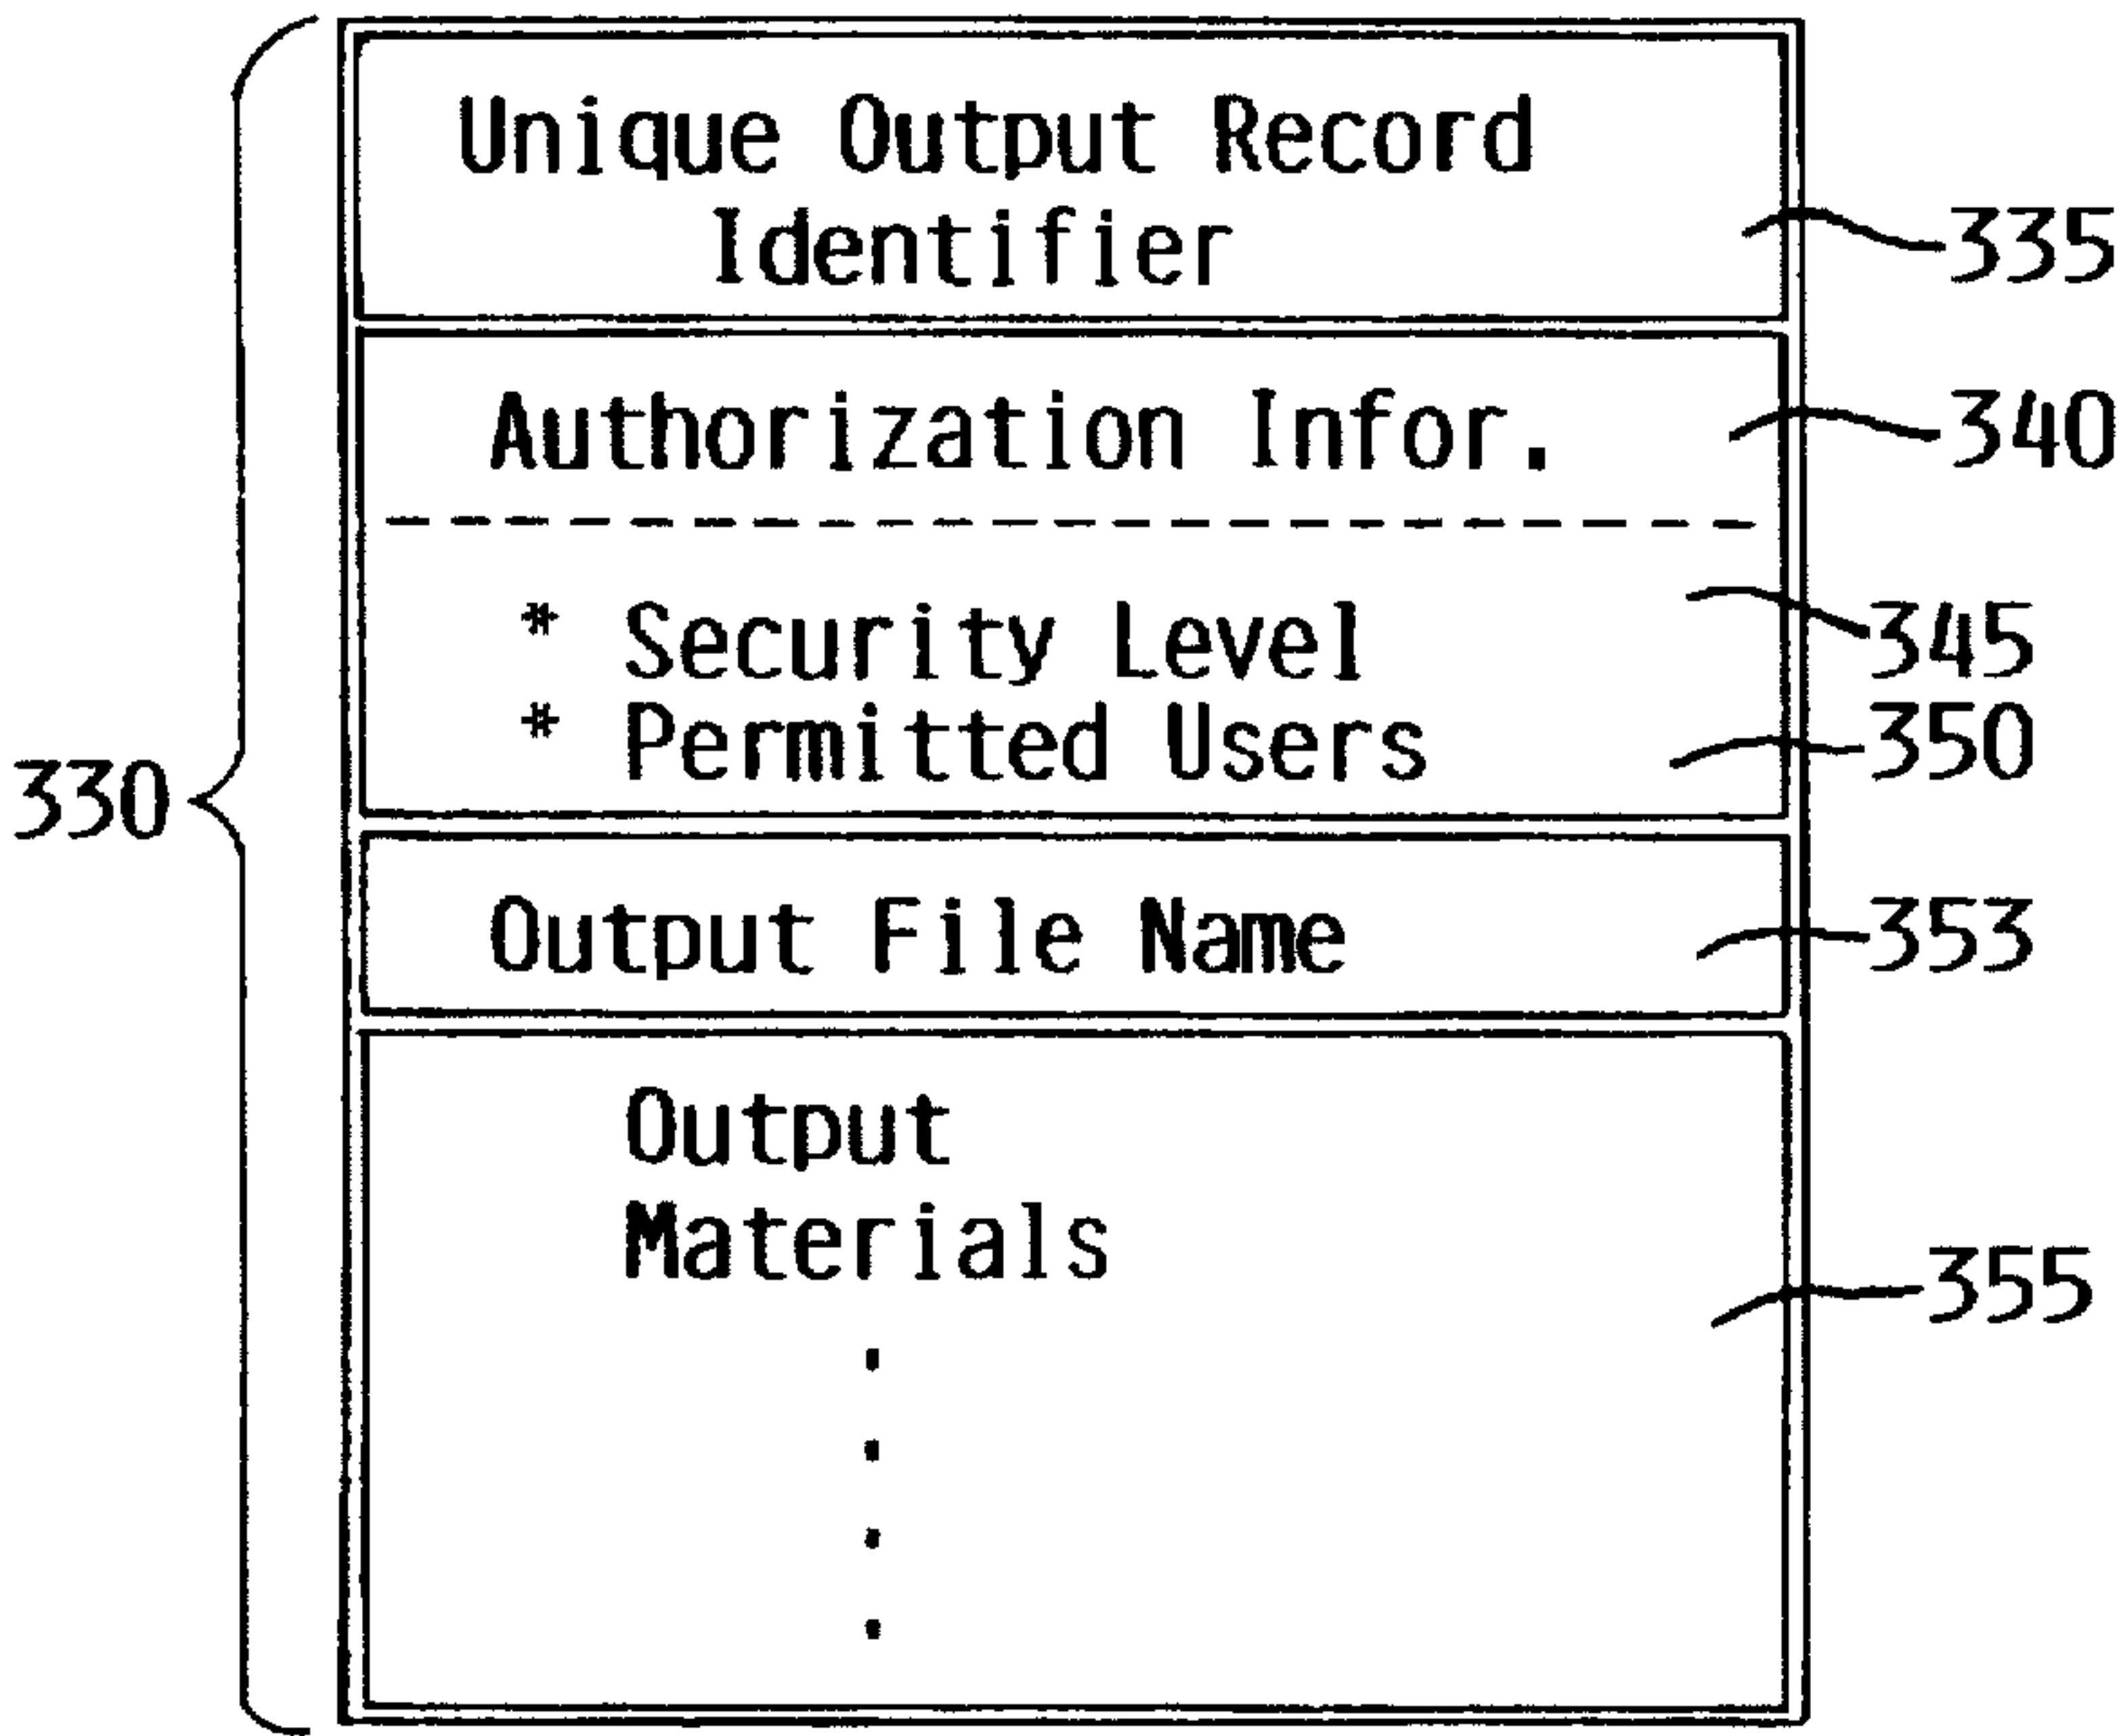 Unique Output Record
Identifier
335
Authorization Infor.
340
* Security Level
345
* Permitted Users
350
330
Output File Name
353
Output
Materials
355